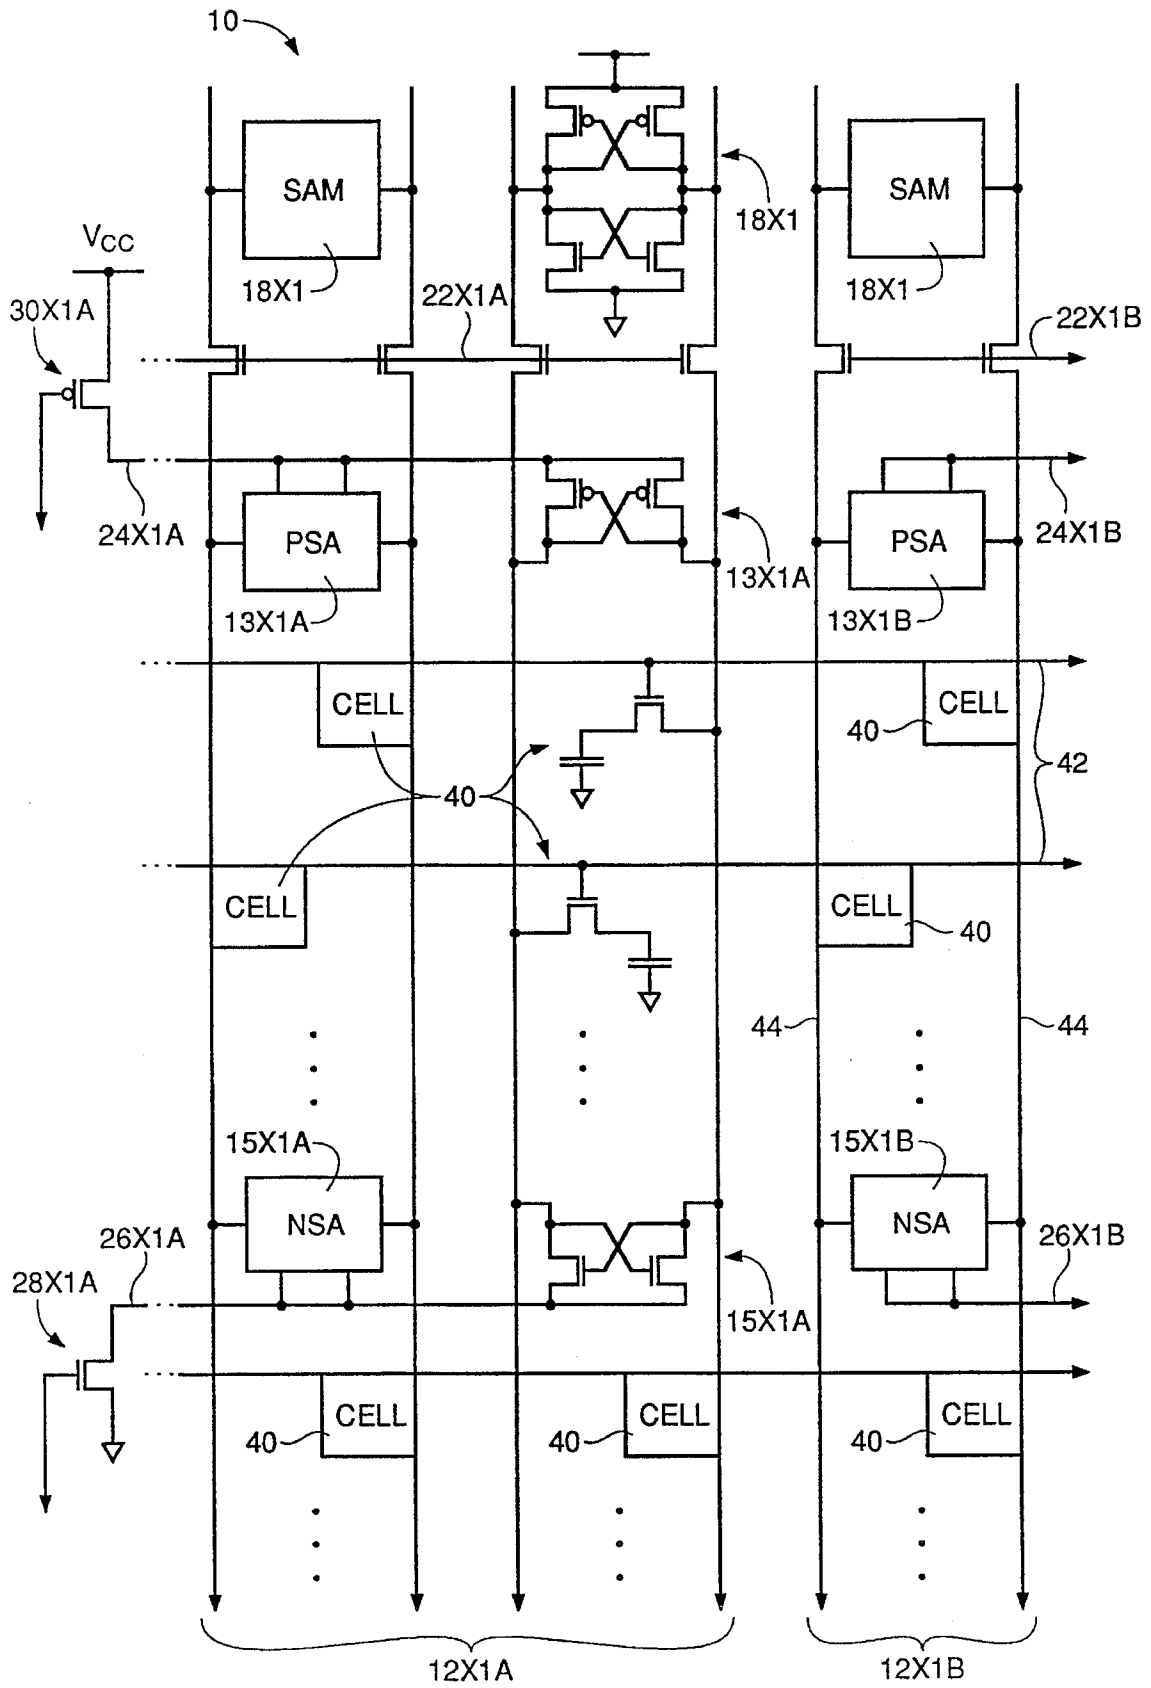 10
SAM
SAM
18X1
VCC
18X1
18X1
30X1A
22X1A
22X1B
24X1A
PSA
PSA
24X1B
13X1A
13X1A
13X1B
CELL
CELL
40
42
40
CELL
CELL
40
44
44
15X1A
15X1B
26X1A
NSA
NSA
26X1B
28X1A
15X1A
CELL
CELL
CELL
40
40
40
12X1A
12X1B